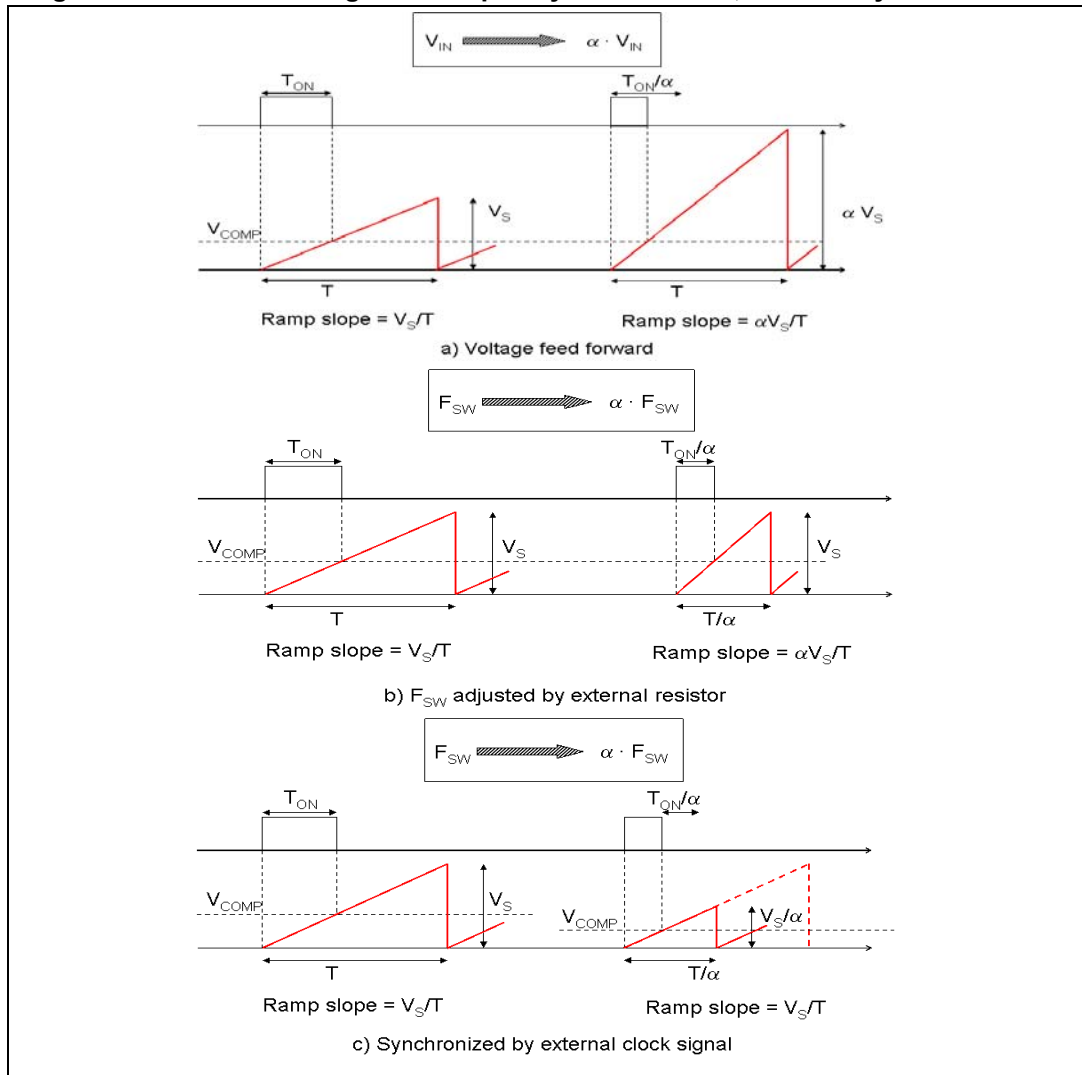 V_IN α · V_IN
T_ON T_ON/α
V_COMP V_S α V_S
T T
Ramp slope = V_S/T Ramp slope = αV_S/T
a) Voltage feed forward
F_SW α · F_SW
T_ON T_ON/α
V_COMP V_S V_S
T T/α
Ramp slope = V_S/T Ramp slope = αV_S/T
b) F_SW adjusted by external resistor
F_SW α · F_SW
T_ON T_ON/α
V_COMP V_S V_COMP V_S/α
T T/α
Ramp slope = V_S/T Ramp slope = V_S/T
c) Synchronized by external clock signal